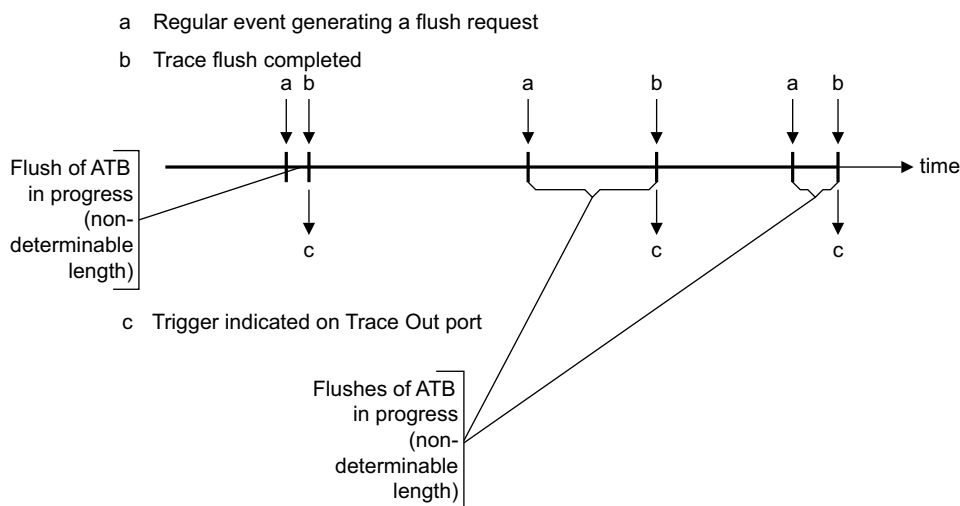 a Regular event generating a flush request
b Trace flush completed
a b a b a b
Flush of ATB
in progress
(non-
determinable
length)
time
c c c
c Trigger indicated on Trace Out port
Flushes of ATB
in progress
(non-
determinable
length)